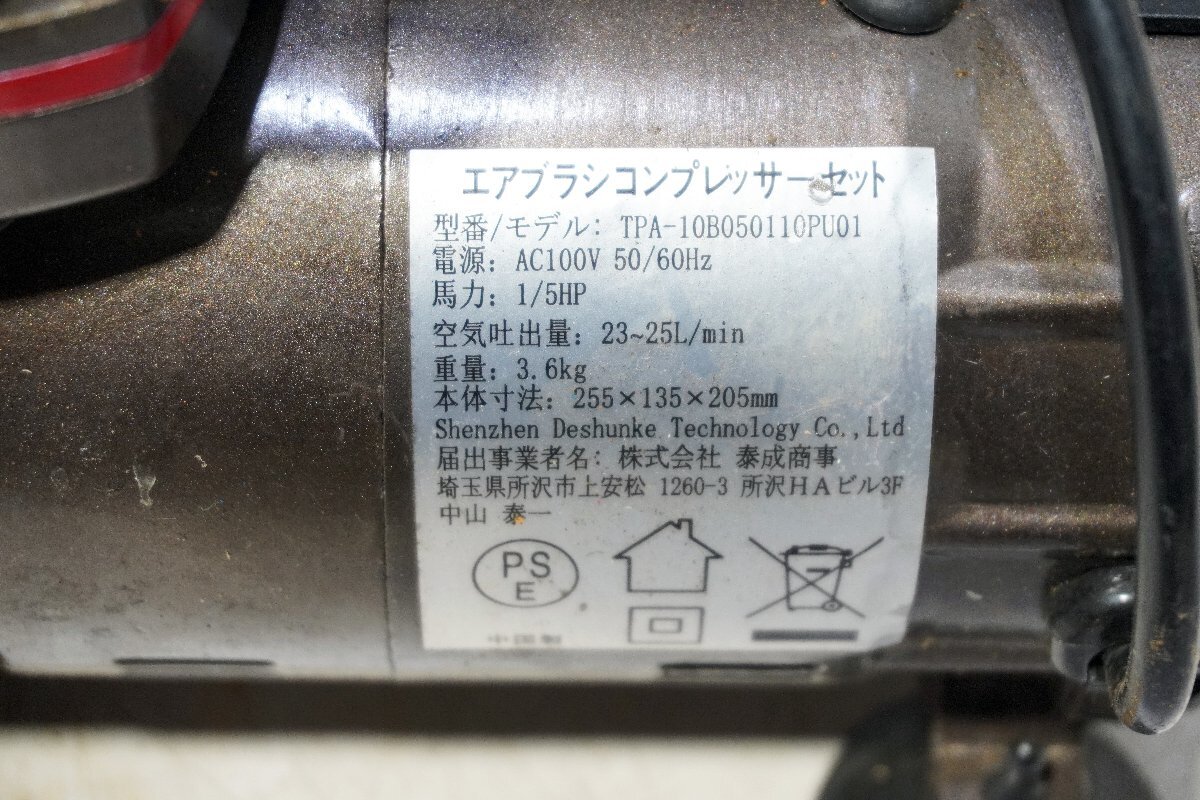 エアブラシコンプレッサーセット
型番/モデル: TPA-10B050110PU01
電源: AC100V 50/60Hz
馬力: 1/5HP
空気吐出量: 23~25L/min
重量: 3.6kg
本体寸法: 255×135×205mm
Shenzhen Deshunke Technology Co.,Ltd
届出事業者名: 株式会社 泰成商事
埼玉県所沢市上安松 1260-3 所沢HAビル3F
中山 泰一
PS
E
中国製